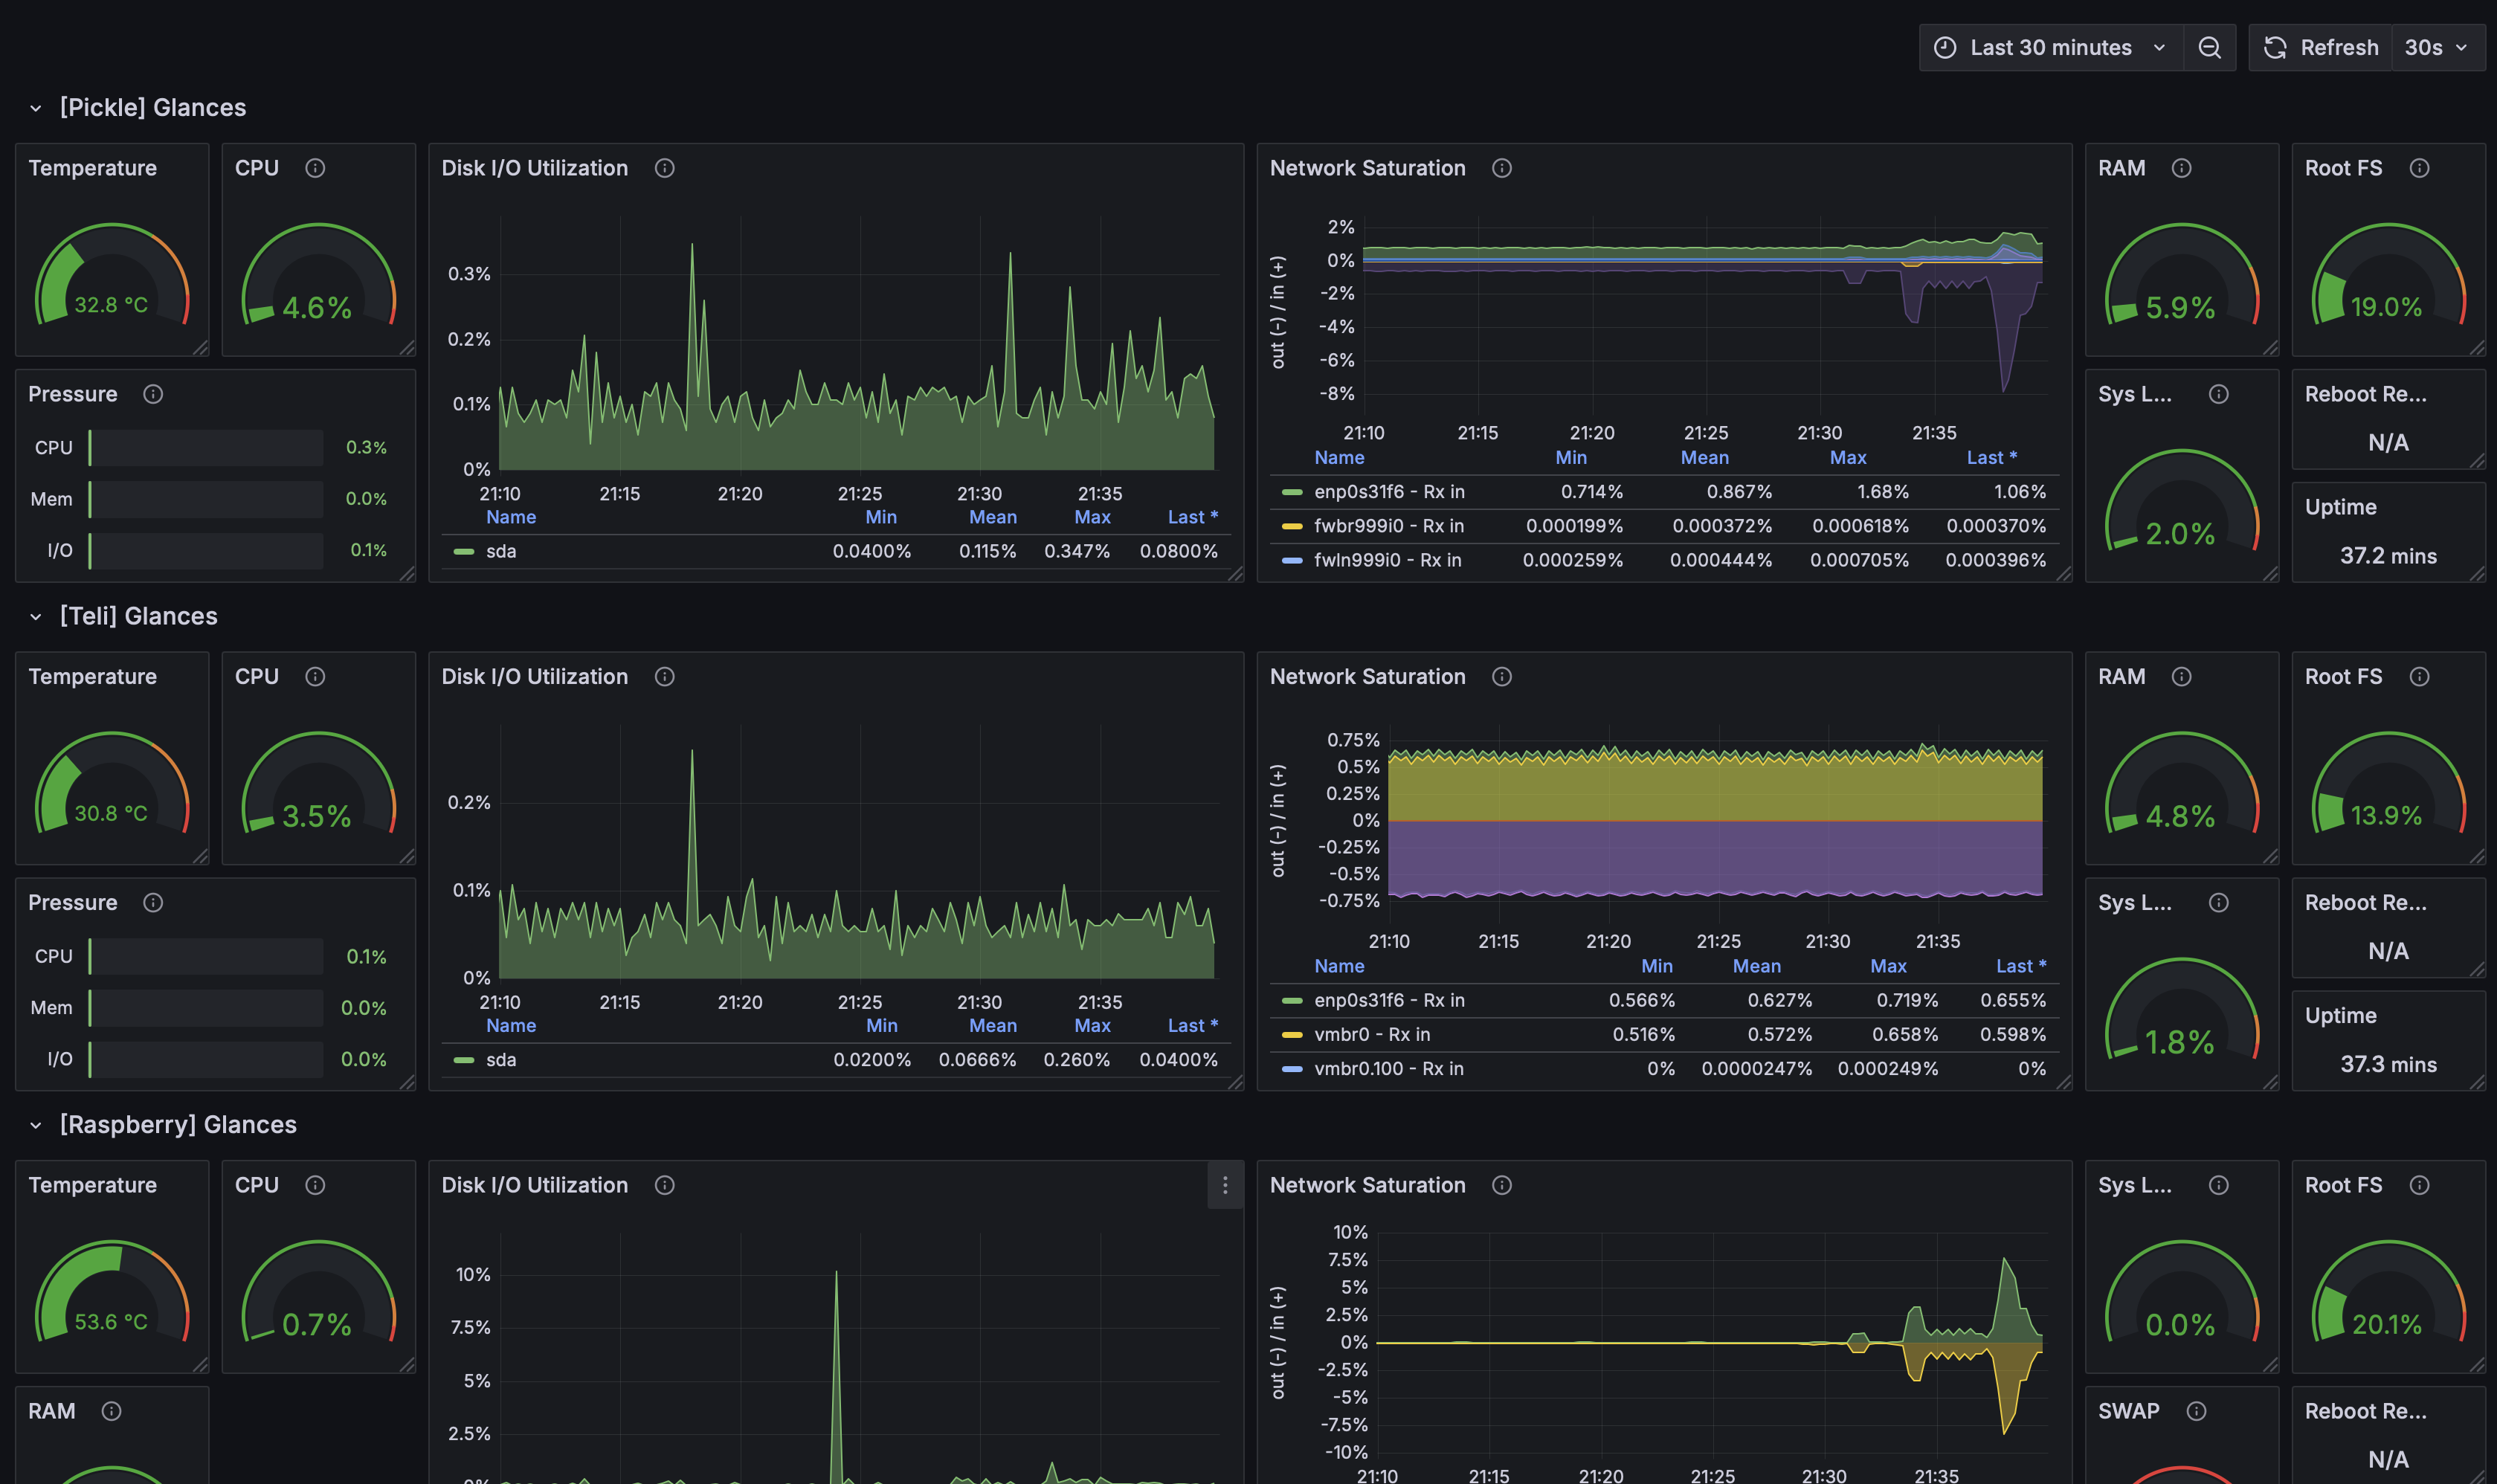 Last 30 minutes
Refresh 30s
[Pickle] Glances
Temperature
32.8 °C
CPU
4.6%
Pressure
CPU 0.3%
Mem 0.0%
I/O 0.1%
Disk I/O Utilization
0.3%
0.2%
0.1%
0%
21:10 21:15 21:20 21:25 21:30 21:35
Name Min Mean Max Last *
sda 0.0400% 0.115% 0.347% 0.0800%
Network Saturation
out (-) / in (+)
2%
0%
-2%
-4%
-6%
-8%
21:10 21:15 21:20 21:25 21:30 21:35
Name Min Mean Max Last *
enp0s31f6 - Rx in 0.714% 0.867% 1.68% 1.06%
fwbr999i0 - Rx in 0.000199% 0.000372% 0.000618% 0.000370%
fwln999i0 - Rx in 0.000259% 0.000444% 0.000705% 0.000396%
RAM
5.9%
Root FS
19.0%
Sys L...
2.0%
Reboot Re...
N/A
Uptime
37.2 mins
[Teli] Glances
Temperature
30.8 °C
CPU
3.5%
Pressure
CPU 0.1%
Mem 0.0%
I/O 0.0%
Disk I/O Utilization
0.2%
0.1%
0%
21:10 21:15 21:20 21:25 21:30 21:35
Name Min Mean Max Last *
sda 0.0200% 0.0666% 0.260% 0.0400%
Network Saturation
out (-) / in (+)
0.75%
0.5%
0.25%
0%
-0.25%
-0.5%
-0.75%
21:10 21:15 21:20 21:25 21:30 21:35
Name Min Mean Max Last *
enp0s31f6 - Rx in 0.566% 0.627% 0.719% 0.655%
vmbr0 - Rx in 0.516% 0.572% 0.658% 0.598%
vmbr0.100 - Rx in 0% 0.0000247% 0.000249% 0%
RAM
4.8%
Root FS
13.9%
Sys L...
1.8%
Reboot Re...
N/A
Uptime
37.3 mins
[Raspberry] Glances
Temperature
53.6 °C
CPU
0.7%
RAM
Disk I/O Utilization
10%
7.5%
5%
2.5%
0%
Network Saturation
out (-) / in (+)
10%
7.5%
5%
2.5%
0%
-2.5%
-5%
-7.5%
-10%
21:10 21:15 21:20 21:25 21:30 21:35
Sys L...
0.0%
Root FS
20.1%
SWAP
Reboot Re...
N/A